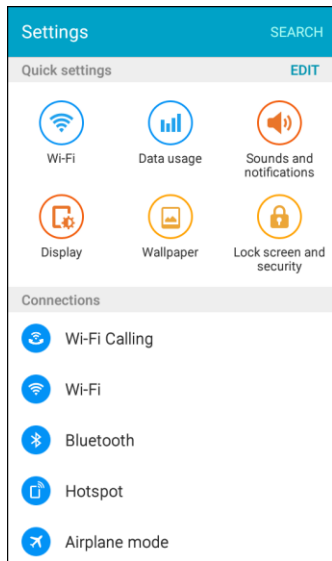 Settings SEARCH
Quick settings EDIT
Wi-Fi Data usage Sounds and
notifications
Display Wallpaper Lock screen and
security
Connections
Wi-Fi Calling
Wi-Fi
Bluetooth
Hotspot
Airplane mode